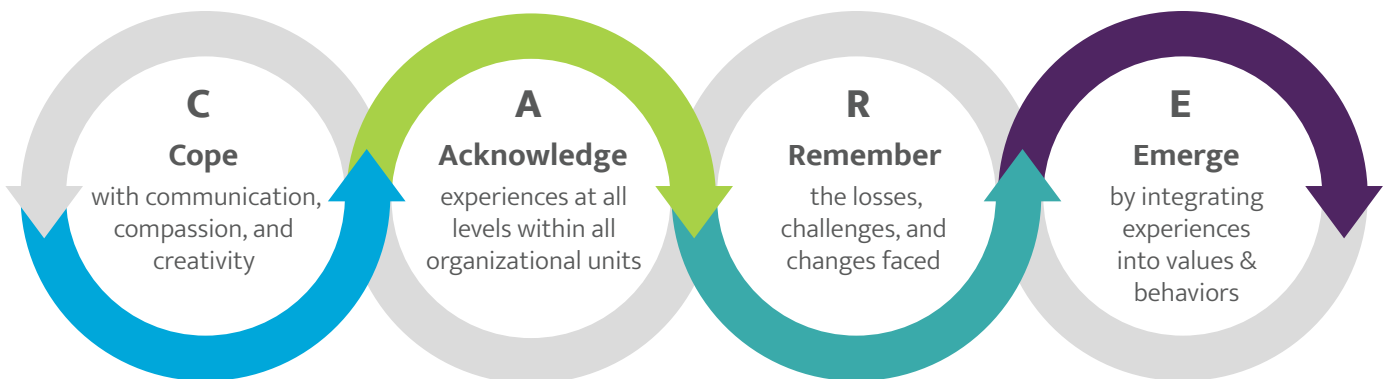 C
Cope
with communication,
compassion, and
creativity
A
Acknowledge
experiences at all
levels within all
organizational units
R
Remember
the losses,
challenges, and
changes faced
E
Emerge
by integrating
experiences
into values &
behaviors